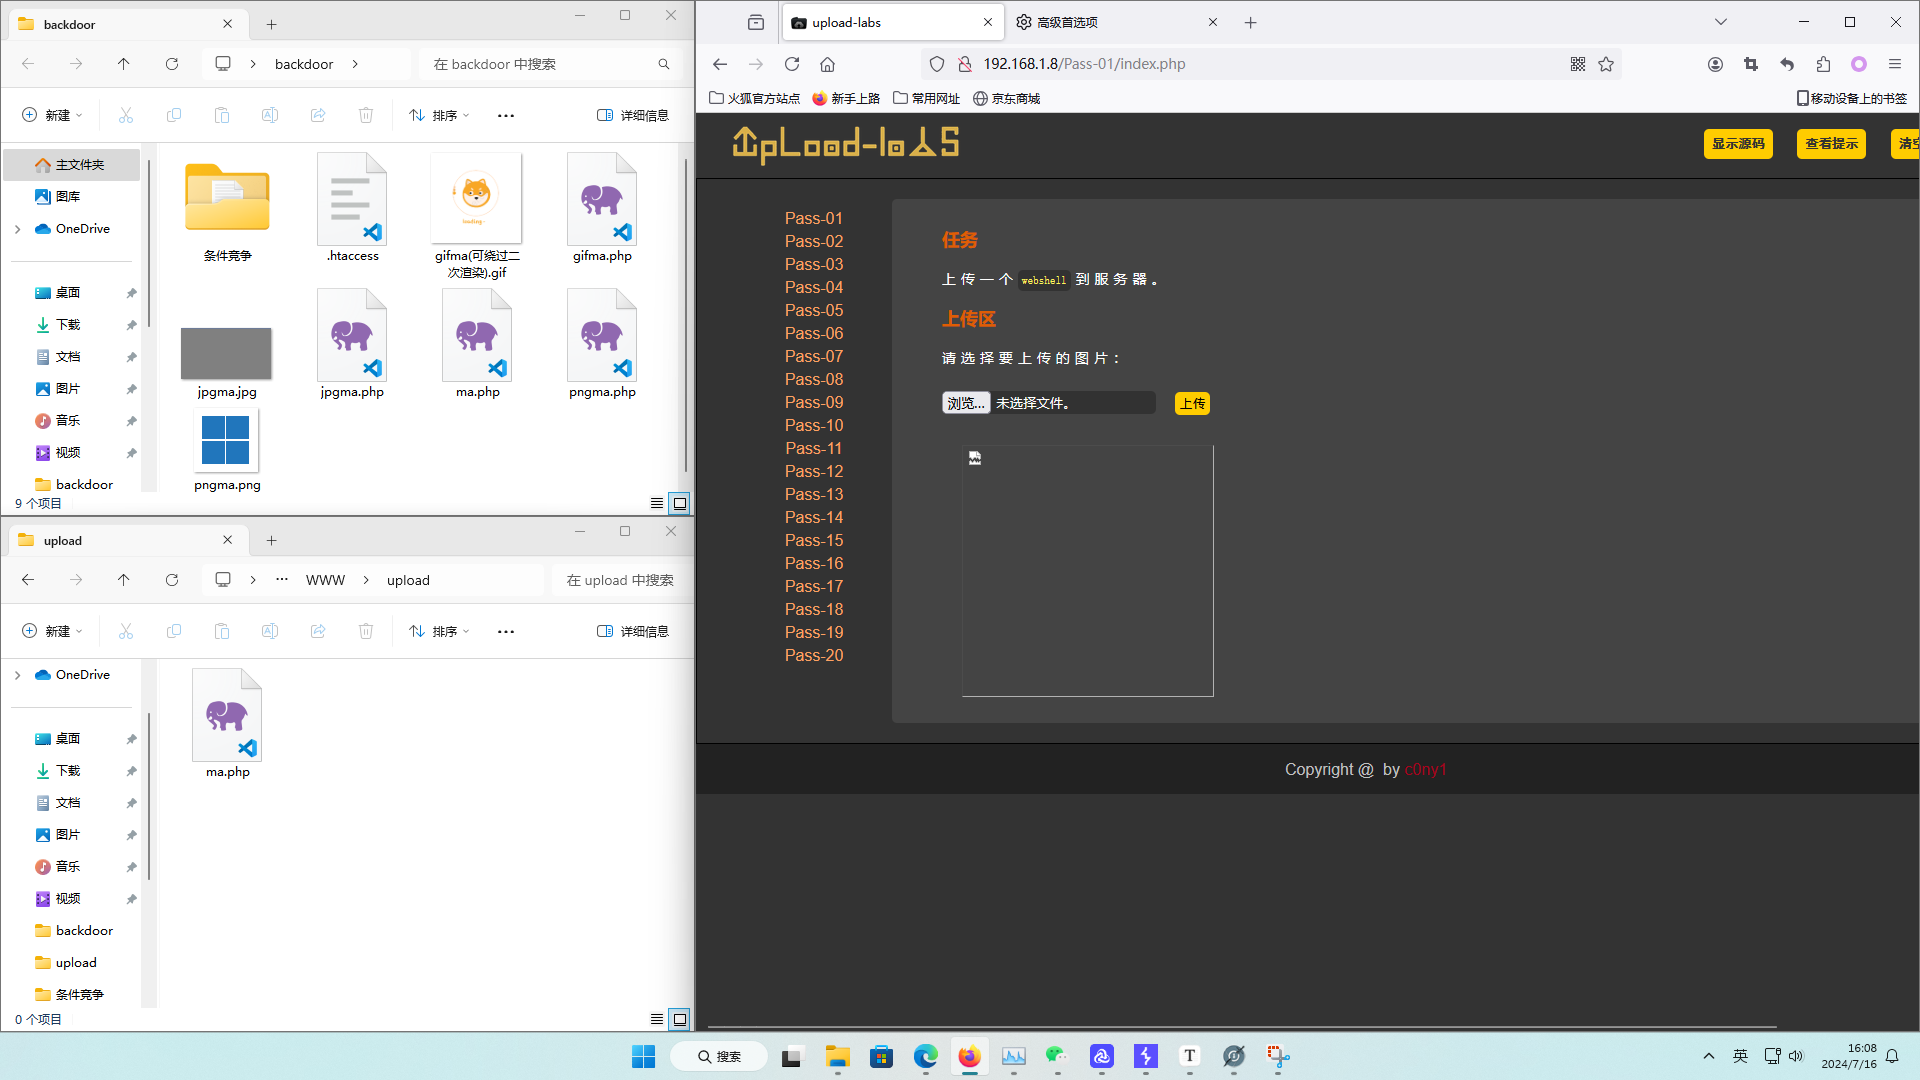 backdoor
backdoor
在 backdoor 中搜索
新建
排序
详细信息
主文件夹
图库
OneDrive
桌面
下载
文档
图片
音乐
视频
backdoor
条件竞争
.htaccess
gifma(可绕过二
次渲染).gif
gifma.php
jpgma.jpg
jpgma.php
ma.php
pngma.php
pngma.png
9 个项目
upload
WWW
upload
在 upload 中搜索
新建
排序
详细信息
OneDrive
桌面
下载
文档
图片
音乐
视频
backdoor
upload
条件竞争
ma.php
0 个项目
upload-labs
高级首选项
192.168.1.8/Pass-01/index.php
火狐官方站点
新手上路
常用网址
京东商城
移动设备上的书签
UpLoad-labS
显示源码
查看提示
清空
Pass-01
Pass-02
Pass-03
Pass-04
Pass-05
Pass-06
Pass-07
Pass-08
Pass-09
Pass-10
Pass-11
Pass-12
Pass-13
Pass-14
Pass-15
Pass-16
Pass-17
Pass-18
Pass-19
Pass-20
任务
上传一个 webshell 到服务器。
上传区
请选择要上传的图片：
浏览... 未选择文件。
上传
Copyright @ by c0ny1
搜索
英
16:08
2024/7/16